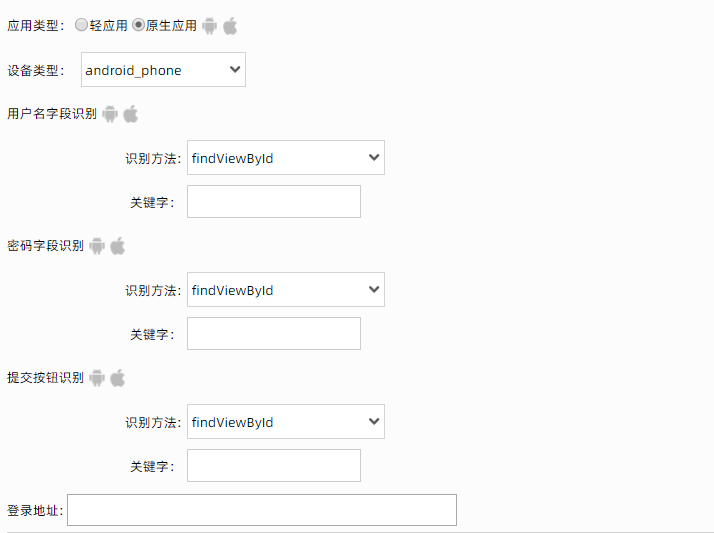 应用类型： 轻应用 原生应用
设备类型： android_phone
用户名字段识别
识别方法： findViewById
关键字：
密码字段识别
识别方法： findViewById
关键字：
提交按钮识别
识别方法： findViewById
关键字：
登录地址：